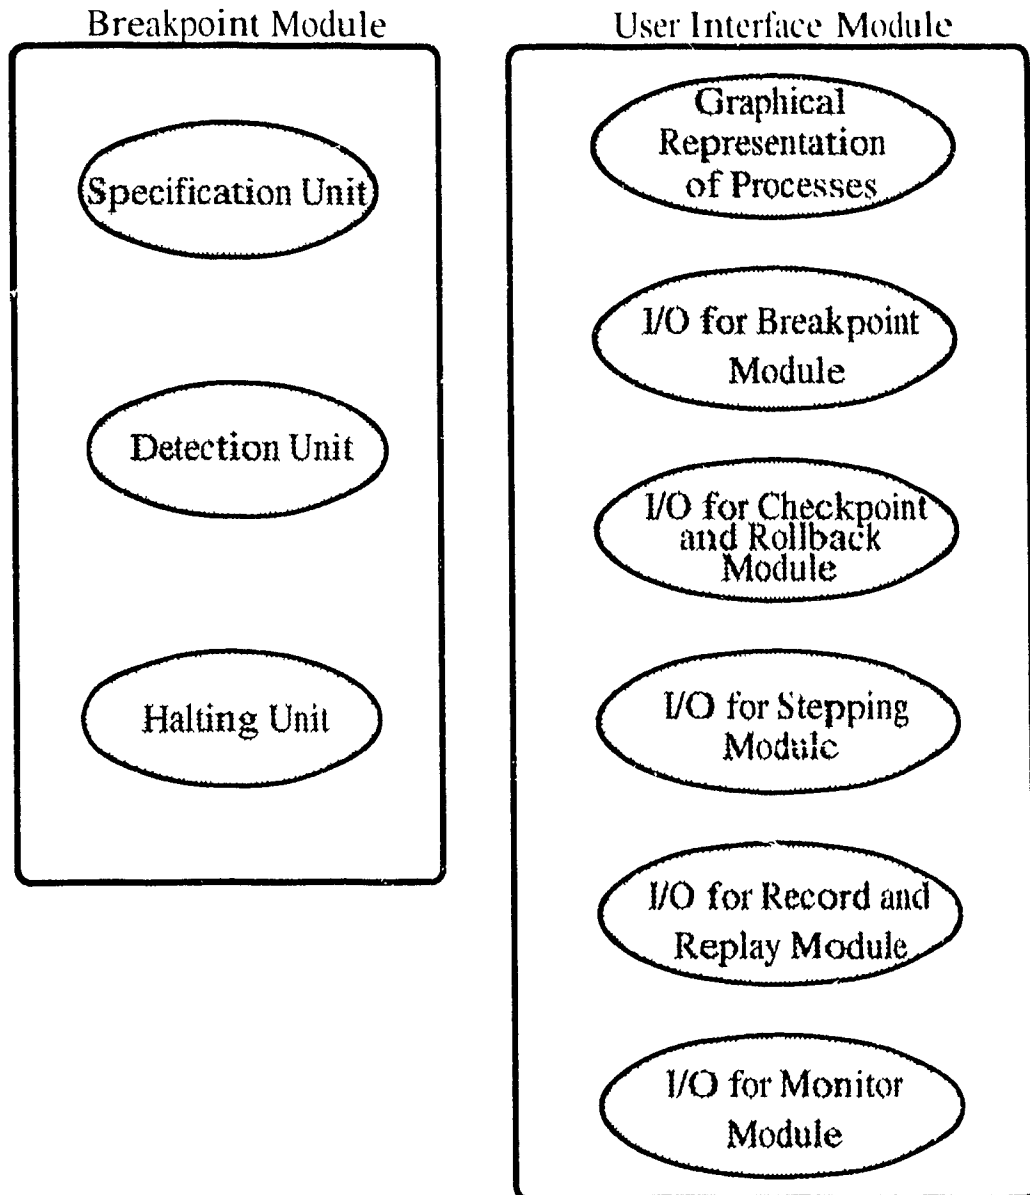 Breakpoint Module
Specification Unit
Detection Unit
Halting Unit
User Interface Module
Graphical
Representation
of Processes
I/O for Breakpoint
Module
I/O for Checkpoint
and Rollback
Module
I/O for Stepping
Module
I/O for Record and
Replay Module
I/O for Monitor
Module